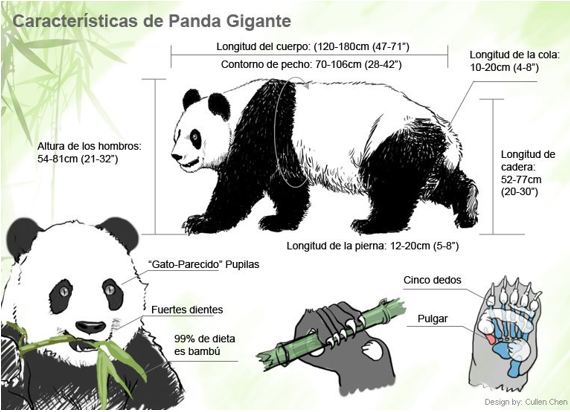 Características de Panda Gigante
Longitud del cuerpo: (120-180cm (47-71")
Contorno de pecho: 70-106cm (28-42")
Longitud de la cola:
10-20cm (4-8")
Altura de los hombros:
54-81cm (21-32")
Longitud de
cadera:
52-77cm
(20-30")
Longitud de la pierna: 12-20cm (5-8")
"Gato-Parecido" Pupilas
Fuertes dientes
99% de dieta
es bambú
Cinco dedos
Pulgar
Design by: Cullen Chen